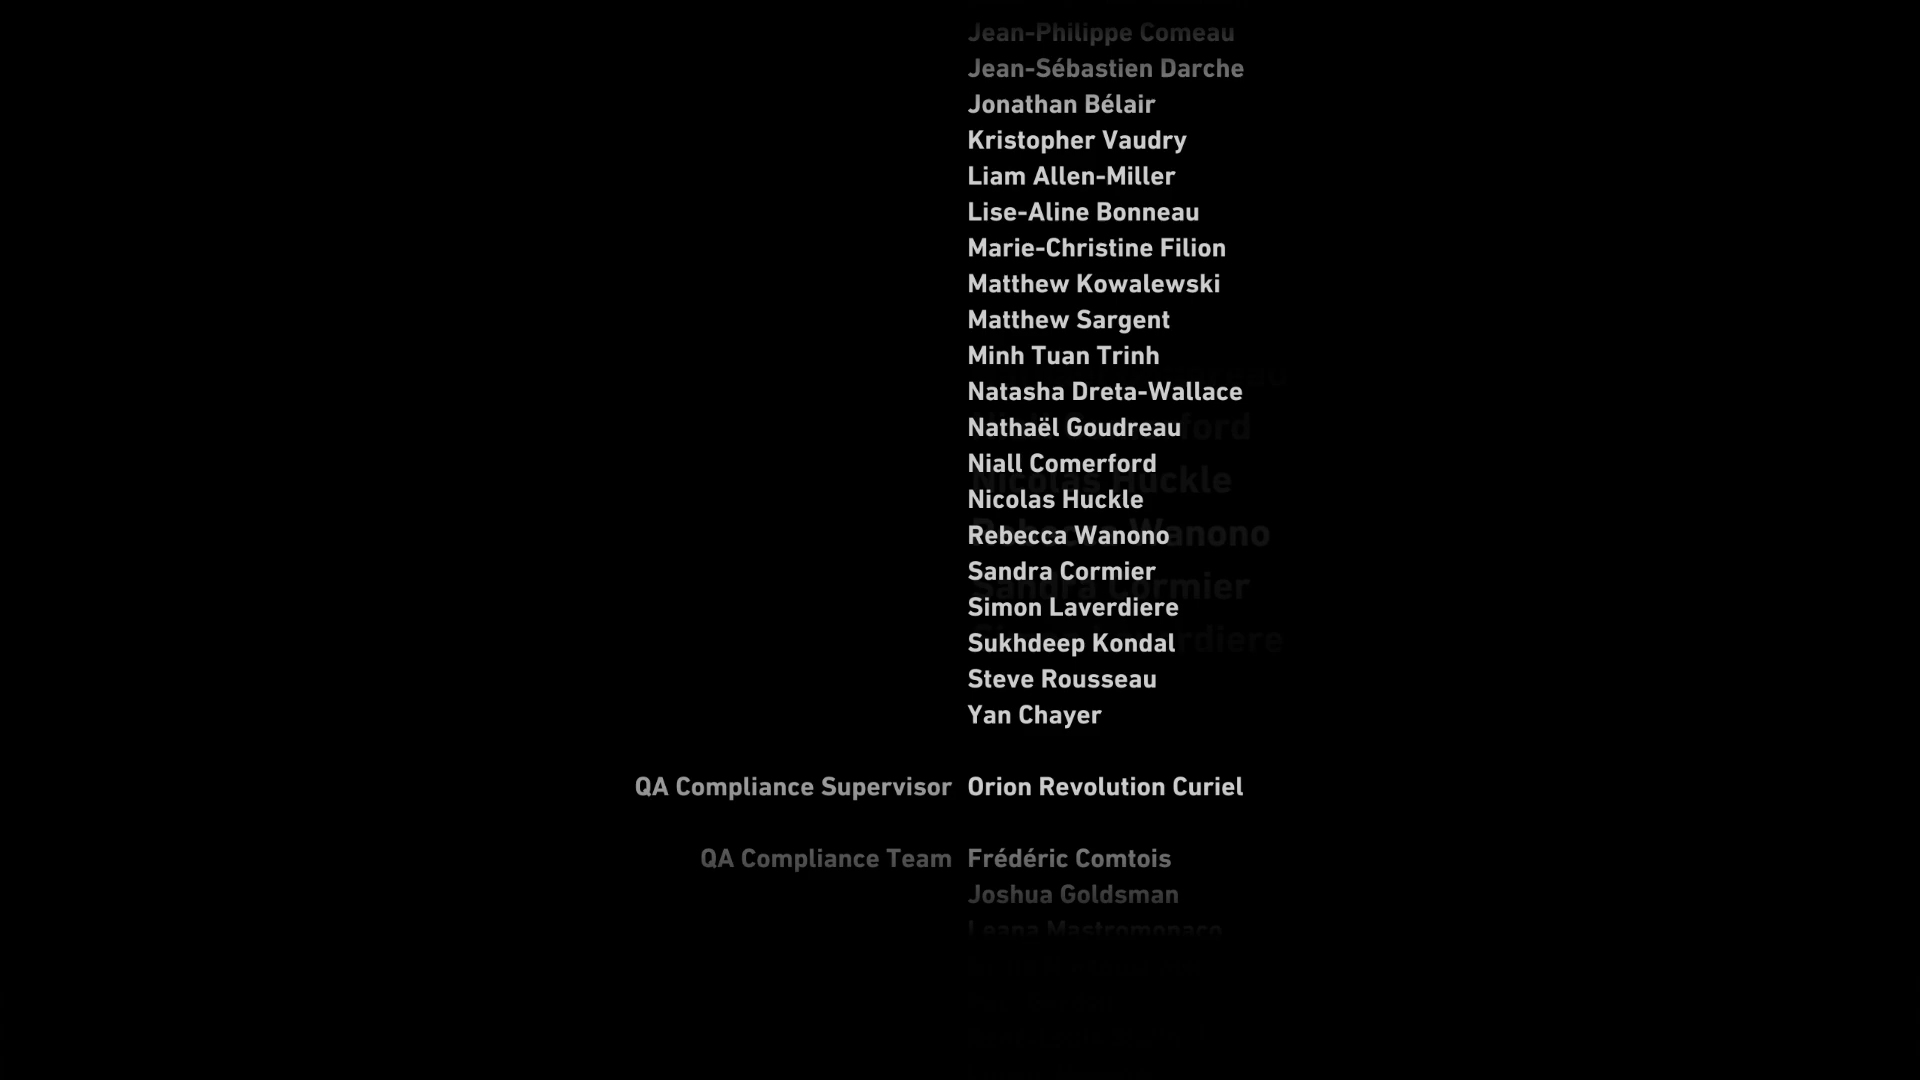 Jean-Philippe Comeau
Jean-Sébastien Darche
Jonathan Bélair
Kristopher Vaudry
Liam Allen-Miller
Lise-Aline Bonneau
Marie-Christine Filion
Matthew Kowalewski
Matthew Sargent
Minh Tuan Trinh
Natasha Dreta-Wallace
Nathaël Goudreau
Niall Comerford
Nicolas Huckle
Rebecca Wanono
Sandra Cormier
Simon Laverdiere
Sukhdeep Kondal
Steve Rousseau
Yan Chayer
QA Compliance Supervisor Orion Revolution Curiel
QA Compliance Team Frédéric Comtois
Joshua Goldsman
Leana Mastromonaco